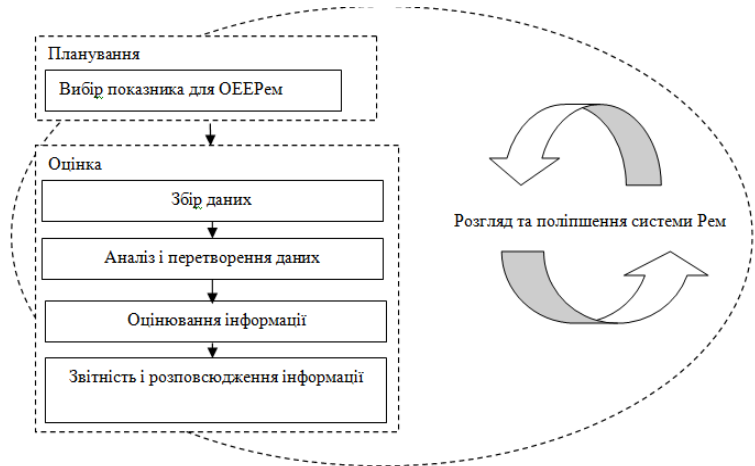 Планування
Вибір показника для ОЕЕРем
Оцінка
Збір даних
Аналіз і перетворення даних
Оцінювання інформації
Звітність і розповсюдження інформації
Розгляд та поліпшення системи Рем